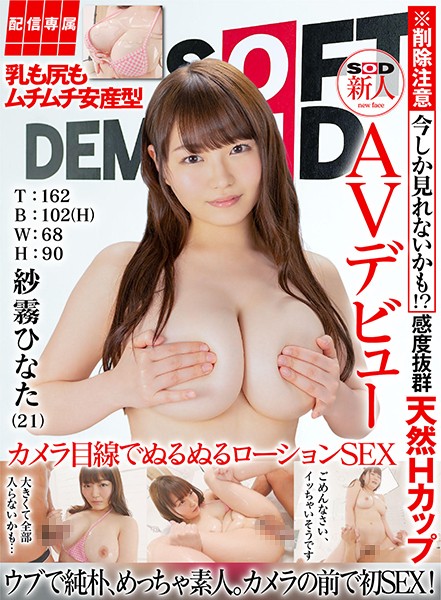 配信専属
乳も尻も
ムチムチ安産型
SOFT
DEM D
SOD
新人
new face
※削除注意
今しか見れないかも!?
感度抜群
天然Hカップ
AVデビュー
T:162
B:102(H)
W:68
H:90
紗霧ひなた
(21)
カメラ目線でぬるぬるローションSEX
大きくて全部
入らないかも…
ごめんなさい、
イッちゃいそうです
ウブで純朴、めっちゃ素人。カメラの前で初SEX!